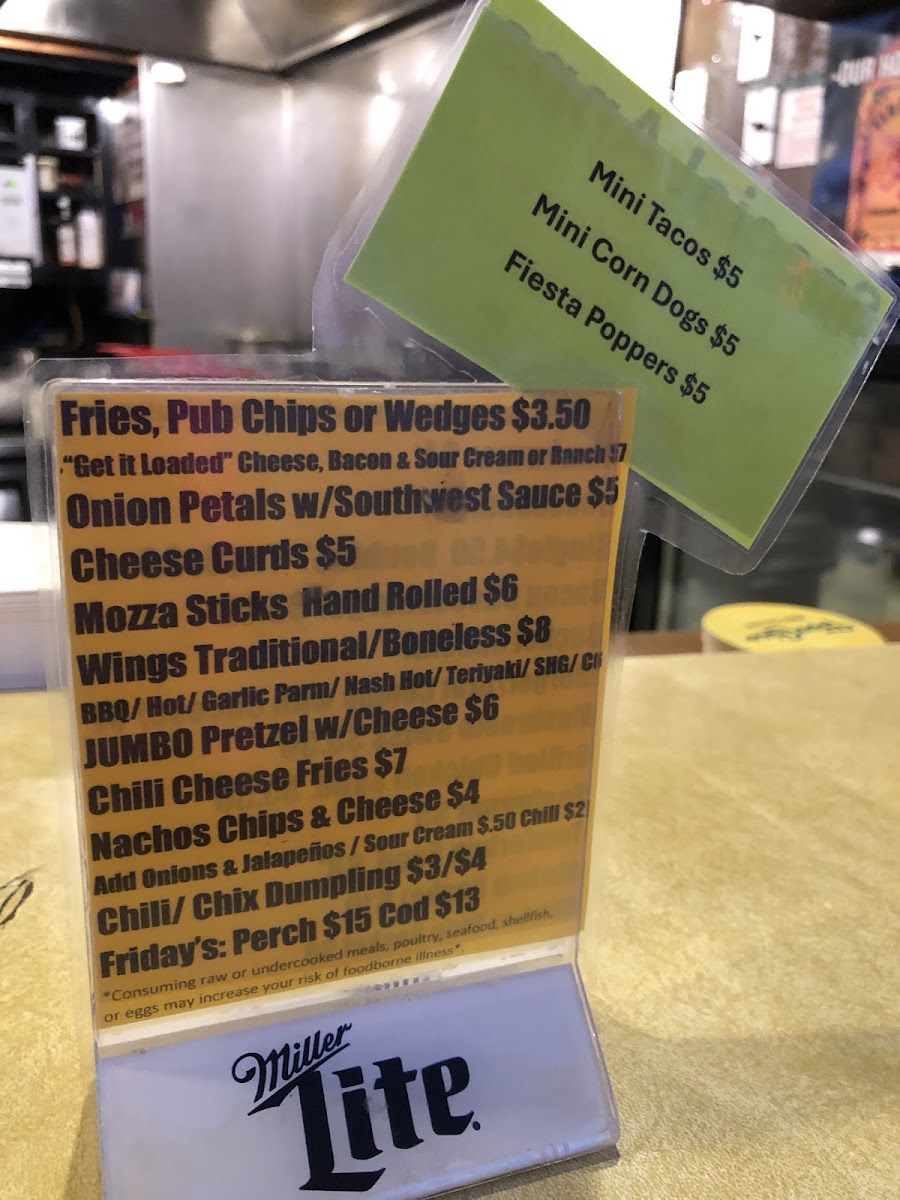 Mini Tacos $5
Mini Corn Dogs $5
Fiesta Poppers $5
Fries, Pub Chips or Wedges $3.50
"Get it Loaded" Cheese, Bacon & Sour Cream or Ranch $7
Onion Petals w/Southwest Sauce $5
Cheese Curds $5
Mozza Sticks Hand Rolled $6
Wings Traditional/Boneless $8
BBQ/ Hot/ Garlic Parm/ Nash Hot/ Teriyaki/ SHG/
JUMBO Pretzel w/Cheese $6
Chili Cheese Fries $7
Nachos Chips & Cheese $4
Add Onions & Jalapeños / Sour Cream $.50 Chili $2
Chili/ Chix Dumpling $3/$4
Friday's: Perch $15 Cod $13
*Consuming raw or undercooked meals, poultry, seafood, shellfish,
or eggs may increase your risk of foodborne illness*.
Miller
Lite
OUR